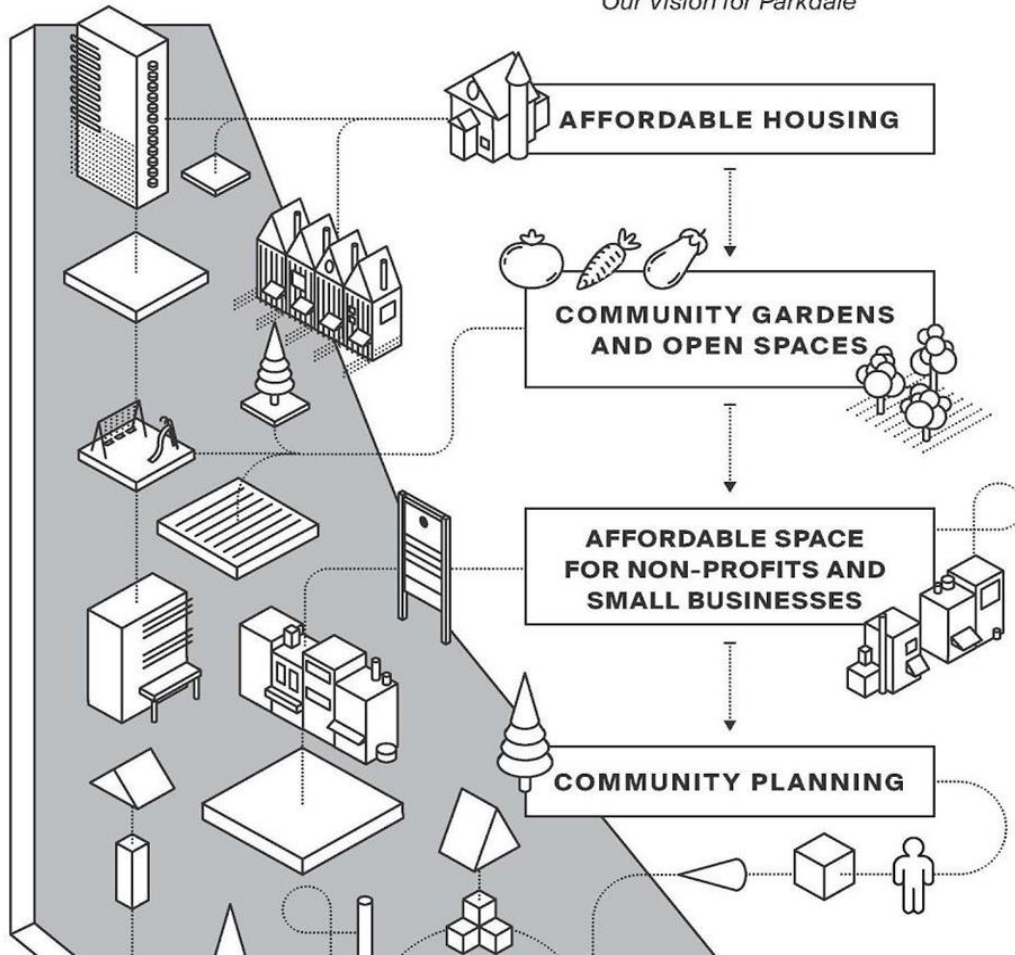 Our Vision for Parkdale
AFFORDABLE HOUSING
COMMUNITY GARDENS
AND OPEN SPACES
AFFORDABLE SPACE
FOR NON-PROFITS AND
SMALL BUSINESSES
COMMUNITY PLANNING